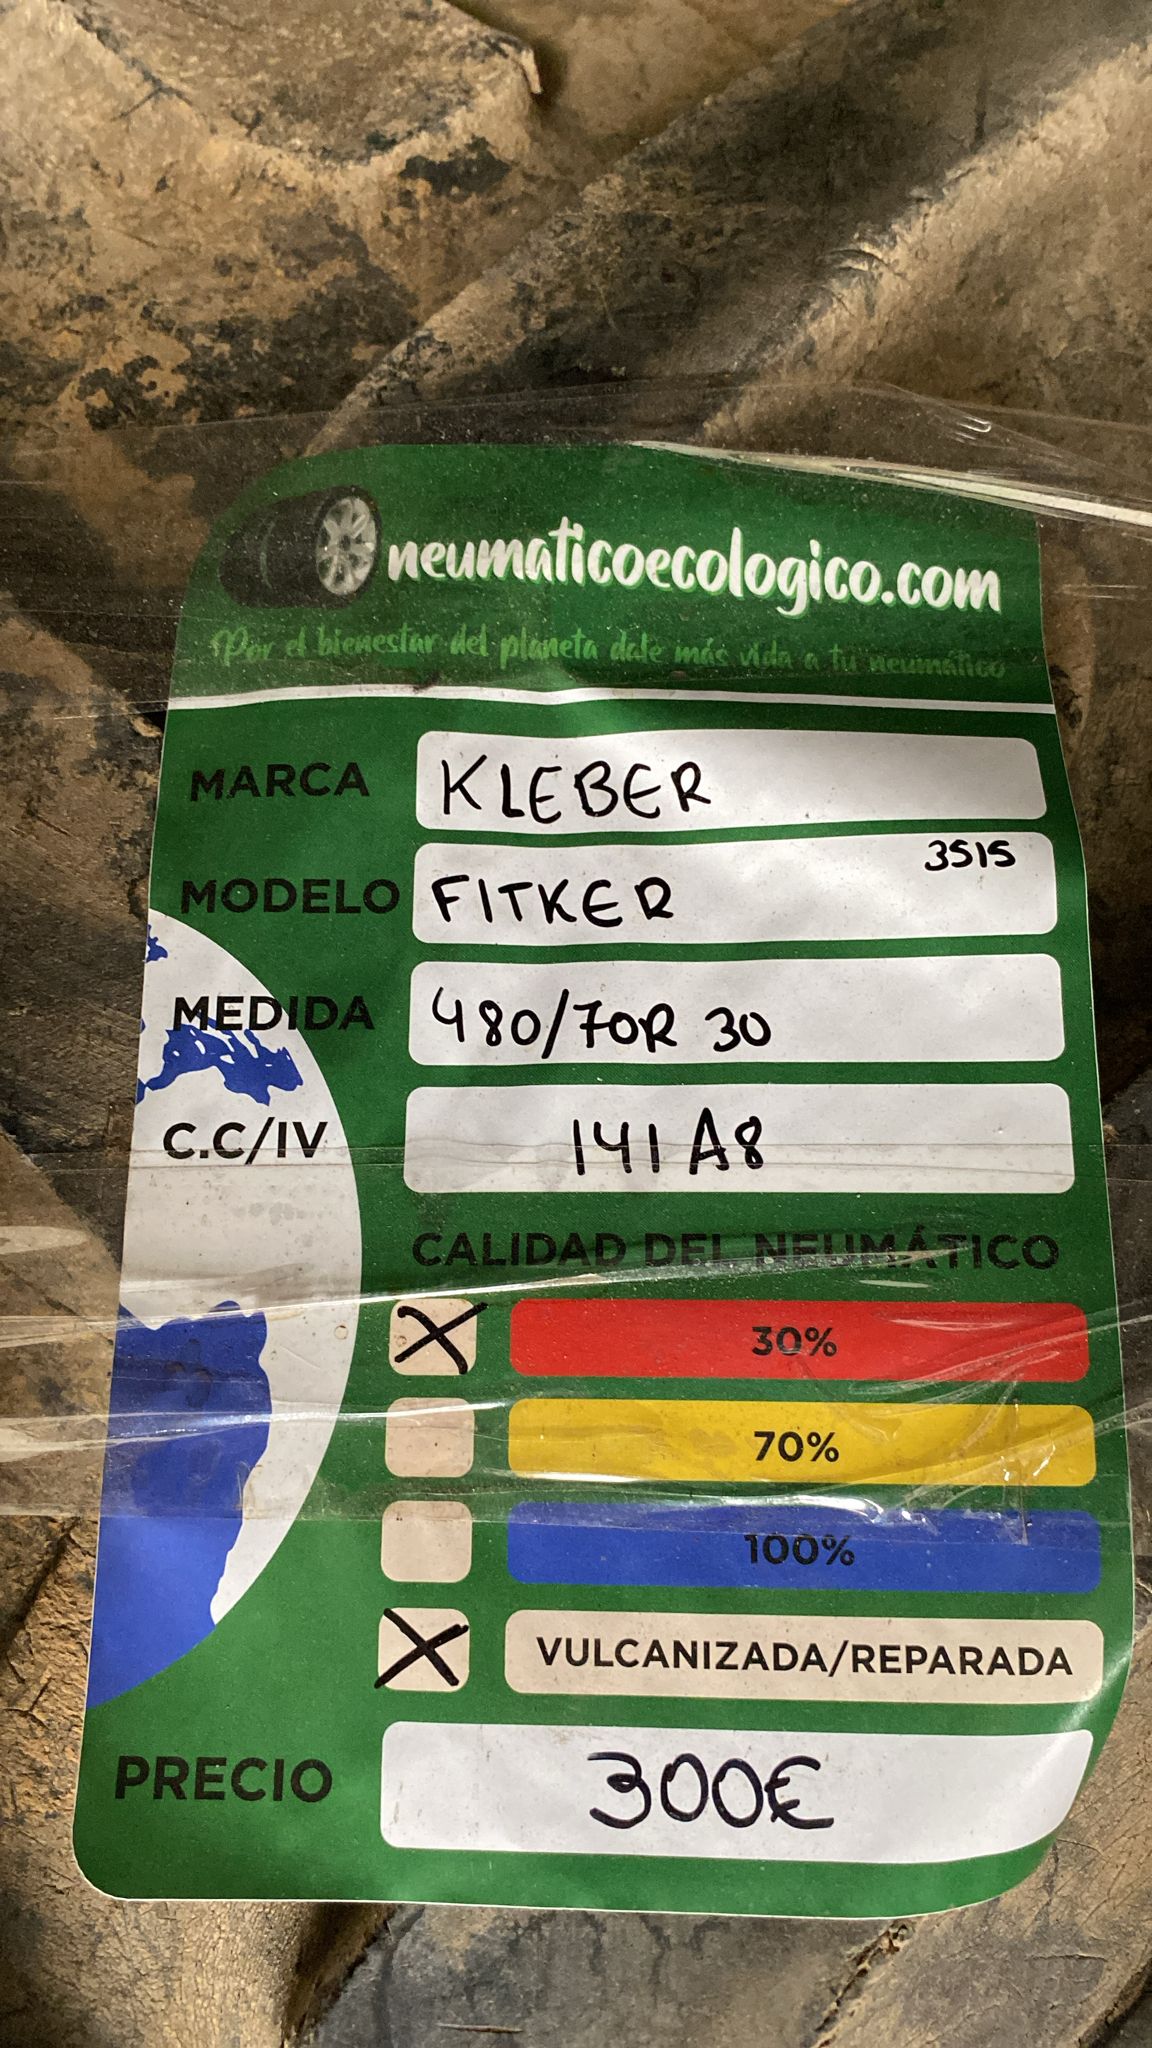 neumaticoecologico.com
Por el bienestar del planeta dale más vida a tu neumático
MARCA KLEBER
3515
MODELO FITKER
MEDIDA 480/70R 30
C.C/IV 141 A8
CALIDAD DEL NEUMÁTICO
X 30%
70%
100%
X VULCANIZADA/REPARADA
PRECIO 300€